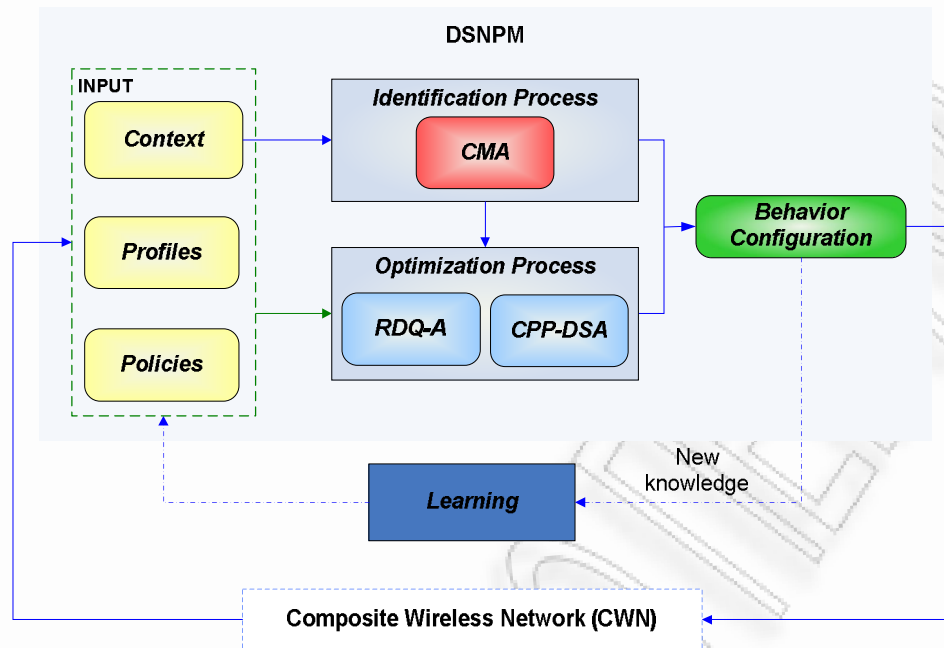 DSNPM
INPUT
Context
Profiles
Policies
Identification Process
CMA
Optimization Process
RDQ-A
CPP-DSA
Behavior
Configuration
New
knowledge
Learning
Composite Wireless Network (CWN)